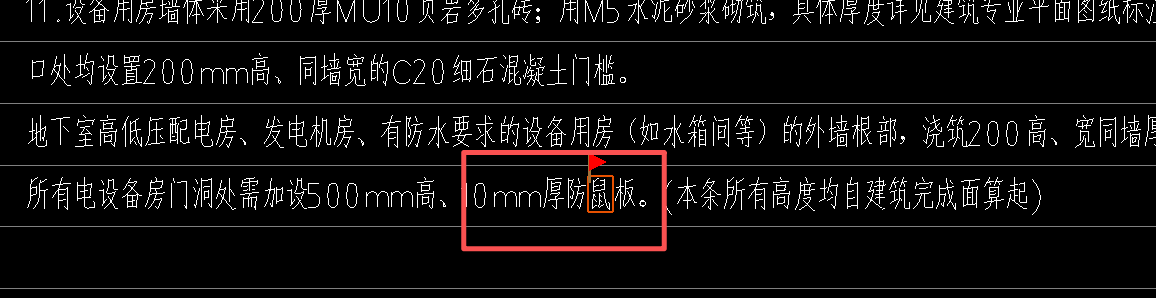 11.设备用房墙体采用200厚MU10页岩多孔砖；用M5水泥砂浆砌筑，具体厚度详见建筑专业平面图纸标注
口处均设置200mm高、同墙宽的C20细石混凝土门槛。
地下室高低压配电房、发电机房、有防水要求的设备用房（如水箱间等）的外墙根部，浇筑200高、宽同墙厚
所有电设备房门洞处需加设500mm高、10mm厚防鼠板。(本条所有高度均自建筑完成面算起)